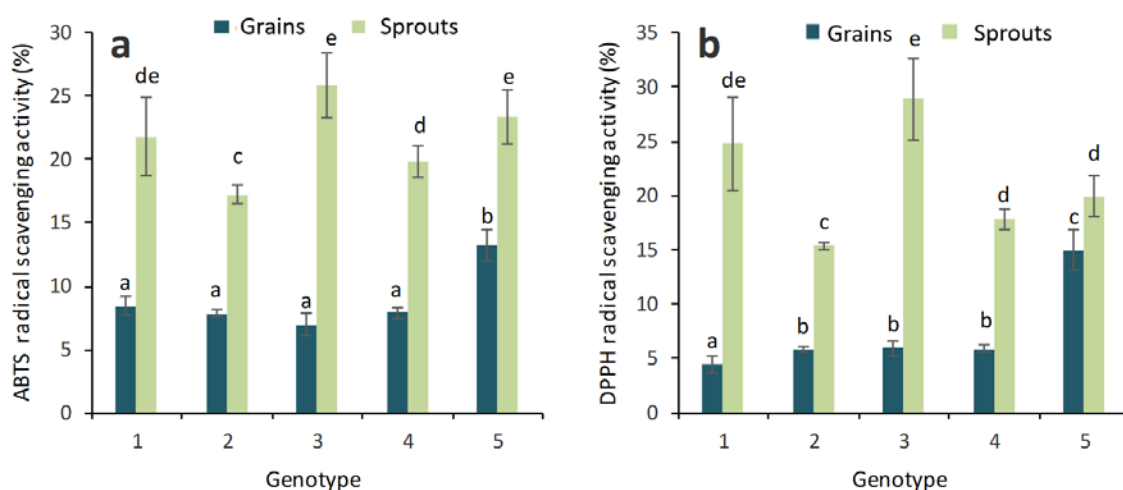 a
Grains
Sprouts
ABTS radical scavenging activity (%)
30
25
20
15
10
5
0
de
c
e
d
e
a
a
a
a
b
1
2
3
4
5
Genotype
b
Grains
Sprouts
DPPH radical scavenging activity (%)
35
30
25
20
15
10
5
0
de
c
e
d
d
a
b
b
b
c
1
2
3
4
5
Genotype